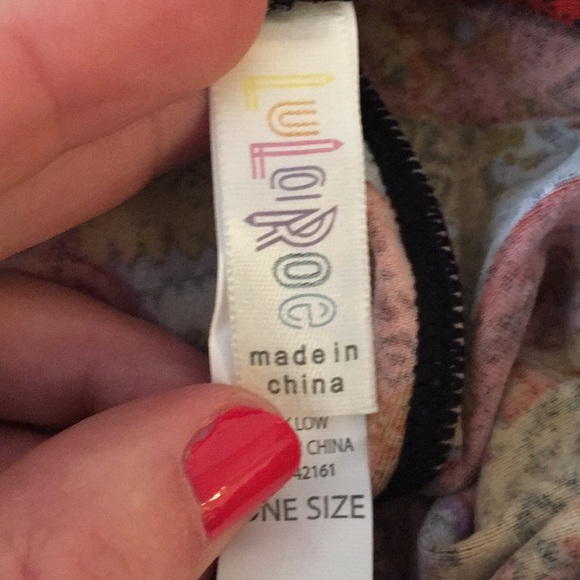 LuLaRoe
made in
china
LOW
CHINA
42161
ONE SIZE